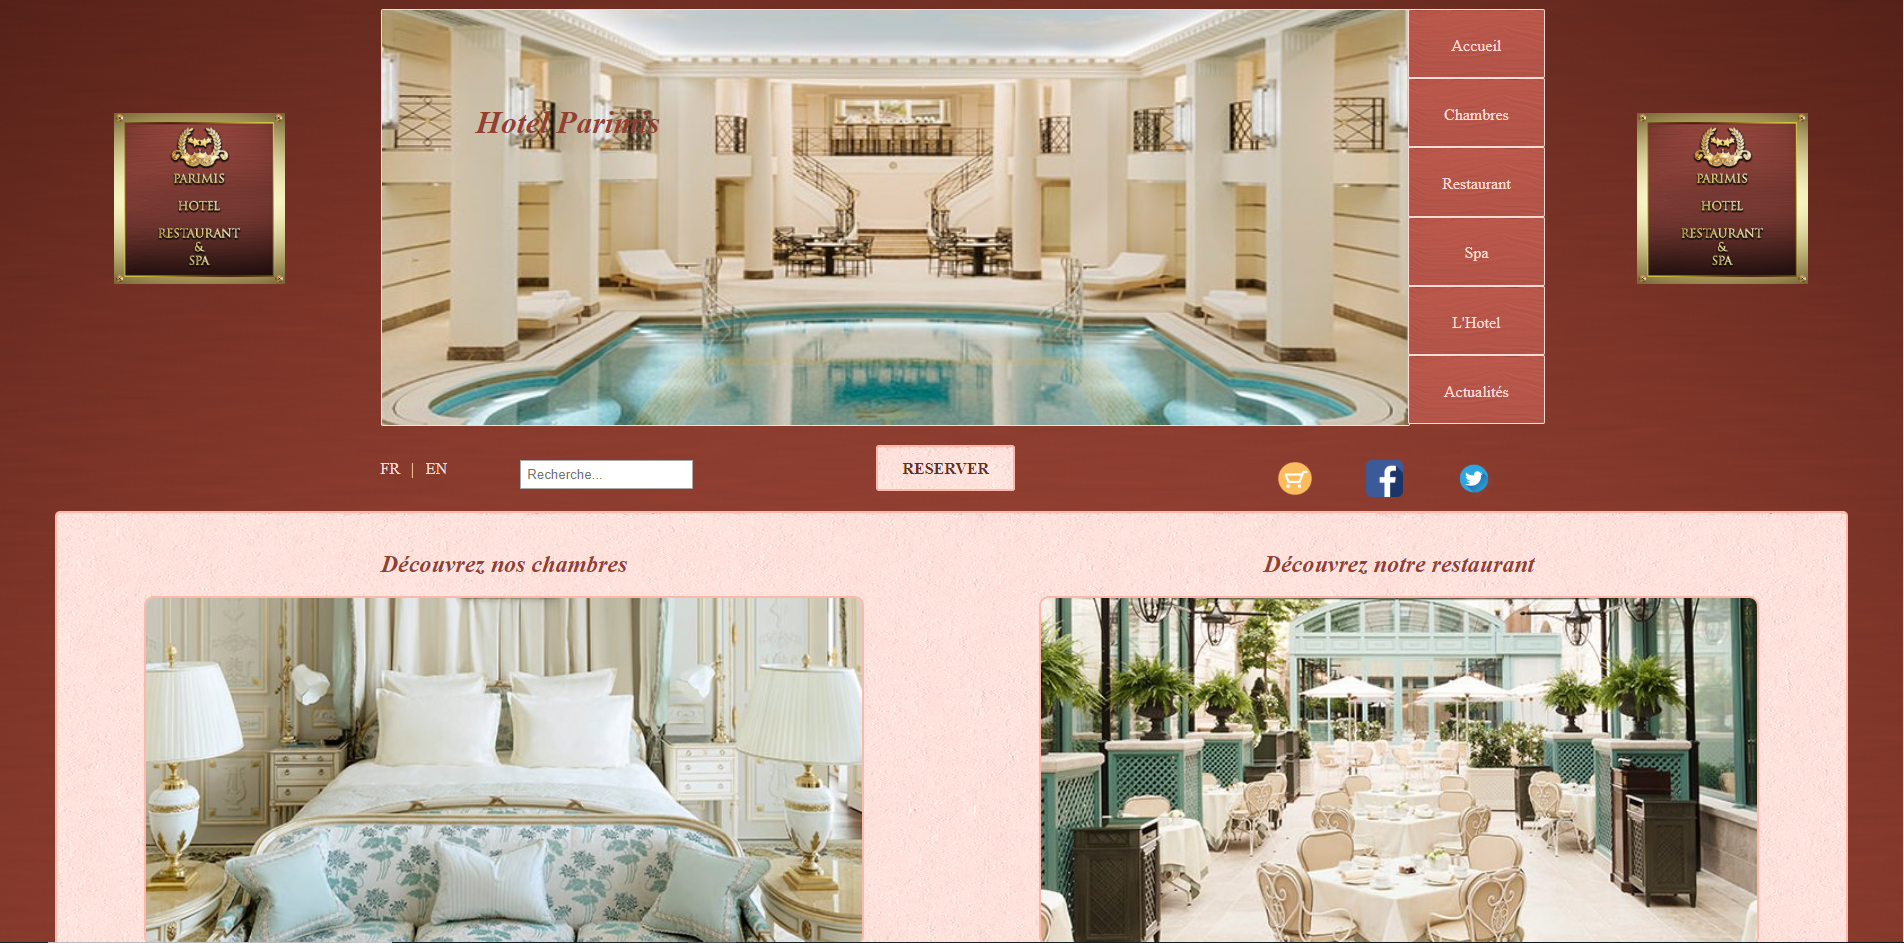 PARIMIS
HOTEL
RESTAURANT
&
SPA
Hotel Parimis
Accueil
Chambres
Restaurant
Spa
L'Hotel
Actualités
PARIMIS
HOTEL
RESTAURANT
&
SPA
FR | EN
Recherche...
RESERVER
Découvrez nos chambres
Découvrez notre restaurant